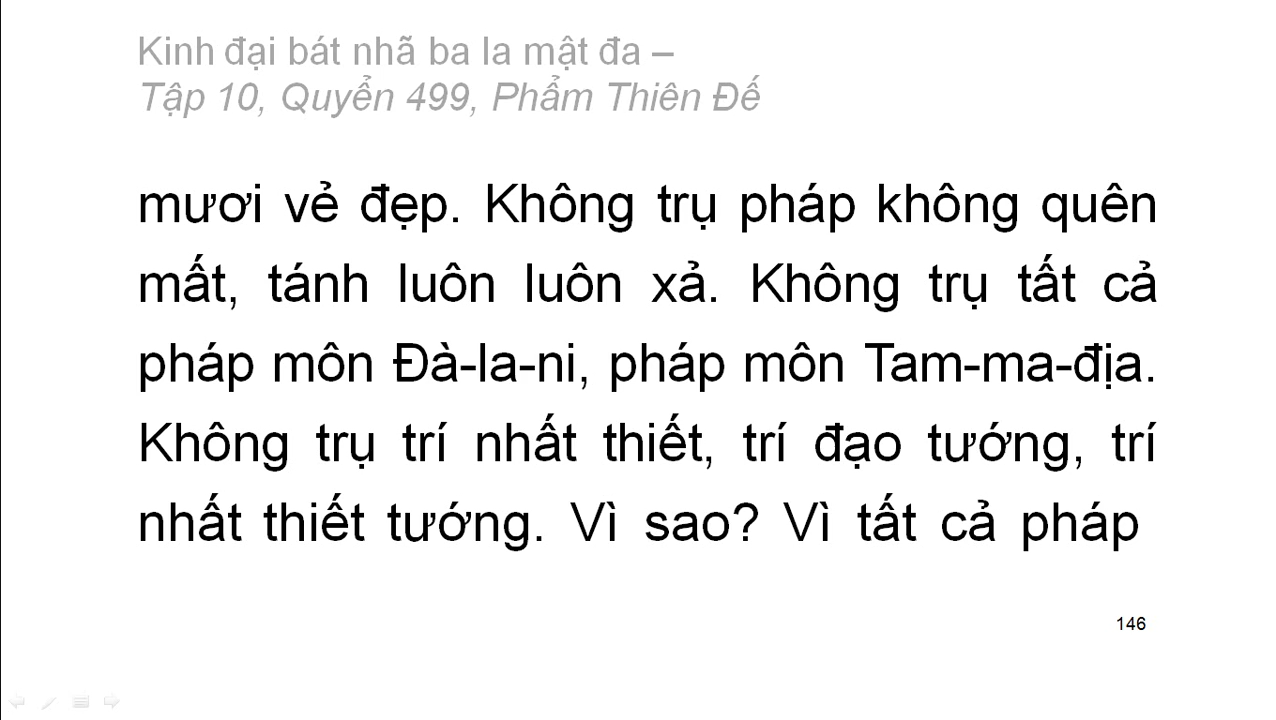 Kinh đại bát nhã ba la mật đa –
Tập 10, Quyển 499, Phẩm Thiên Đế
mươi vẻ đẹp. Không trụ pháp không quên
mất, tánh luôn luôn xả. Không trụ tất cả
pháp môn Đà-la-ni, pháp môn Tam-ma-địa.
Không trụ trí nhất thiết, trí đạo tướng, trí
nhất thiết tướng. Vì sao? Vì tất cả pháp
146